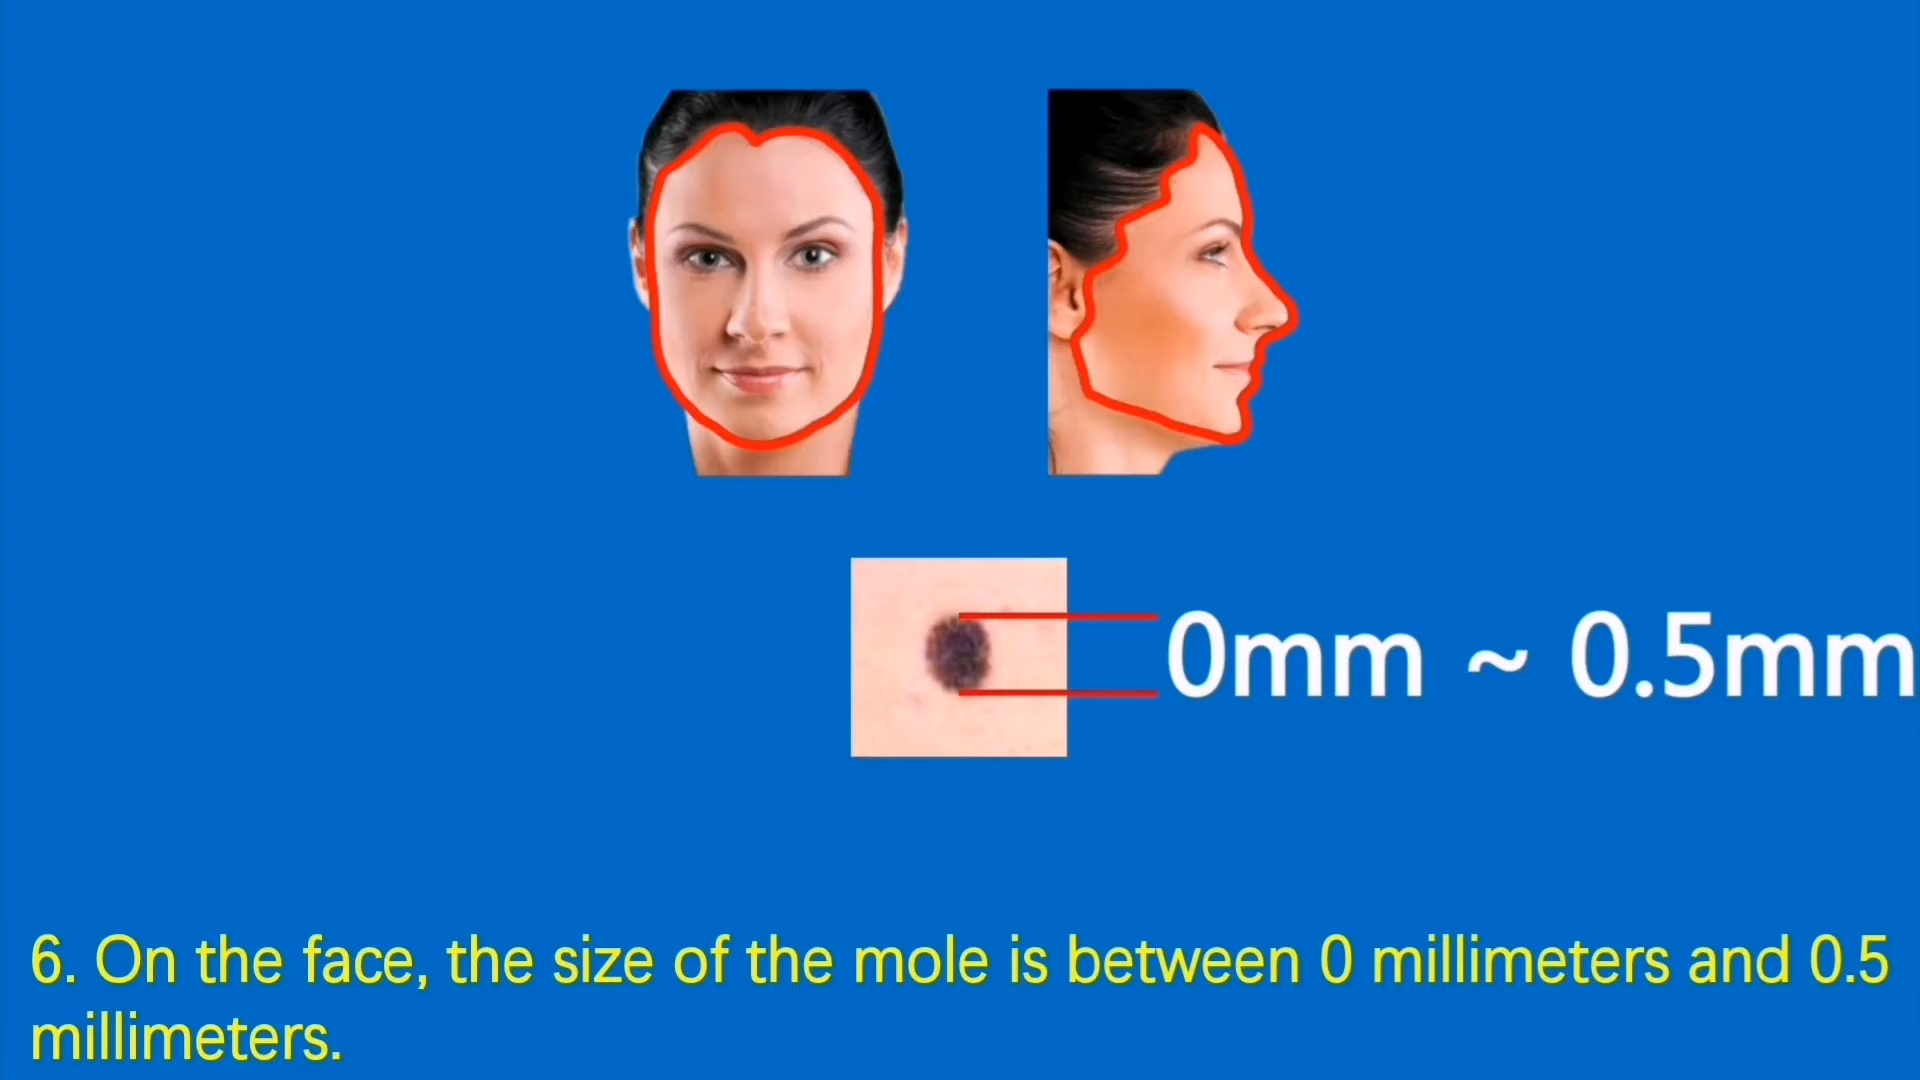 0mm ~ 0.5mm
6. On the face, the size of the mole is between 0 millimeters and 0.5
millimeters.